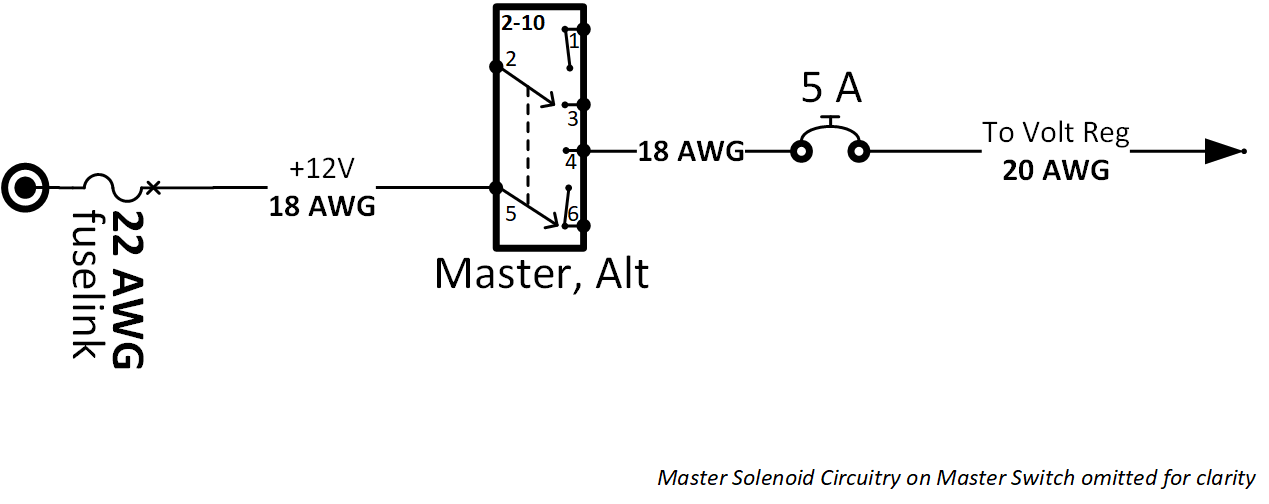 2-10
1
2
3
4
5
6
+12V
18 AWG
22 AWG
fuselink
Master, Alt
18 AWG
5 A
To Volt Reg
20 AWG
Master Solenoid Circuitry on Master Switch omitted for clarity